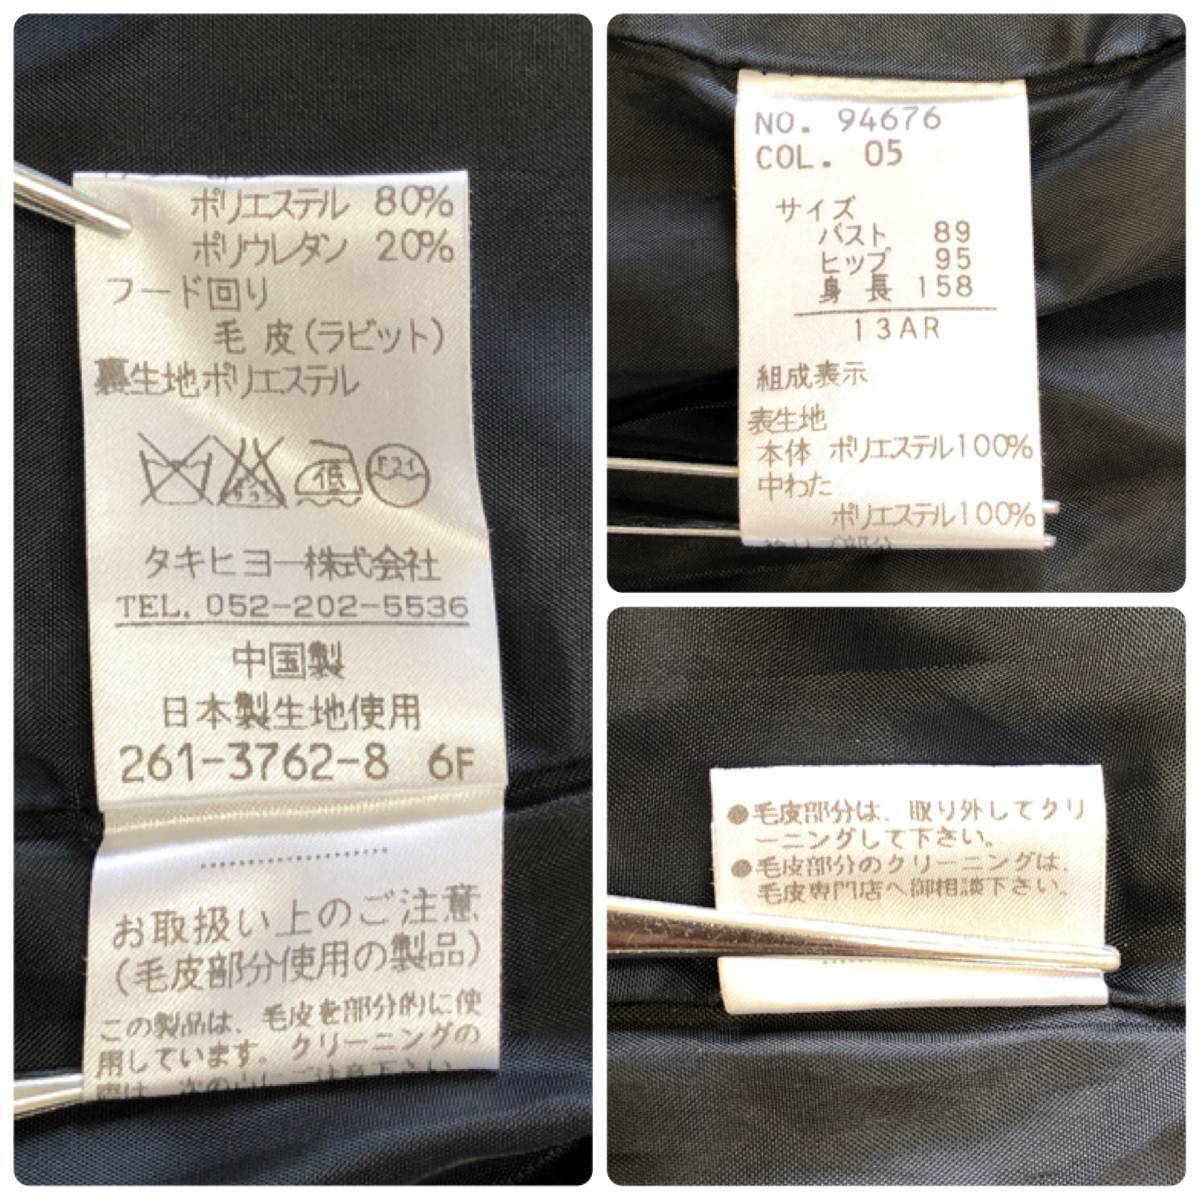 ポリエステル 80%
ポリウレタン 20%
フード回り
毛 皮(ラビット)
裏生地ポリエステル
低
ドライ
タキヒヨー株式会社
TEL. 052-202-5536
中国製
日本製生地使用
261-3762-8 6F
お取扱い上のご注意
(毛皮部分使用の製品)
この製品は、毛皮を部分的に使
用しています。クリーニングの
NO. 94676
COL. 05
サイズ
バスト 89
ヒップ 95
身長 158
13AR
組成表示
表生地
本体 ポリエステル100%
中わた
ポリエステル100%
●毛皮部分は、取り外してクリ
ーニングして下さい。
●毛皮部分のクリーニングは、
毛皮専門店へ御相談下さい。